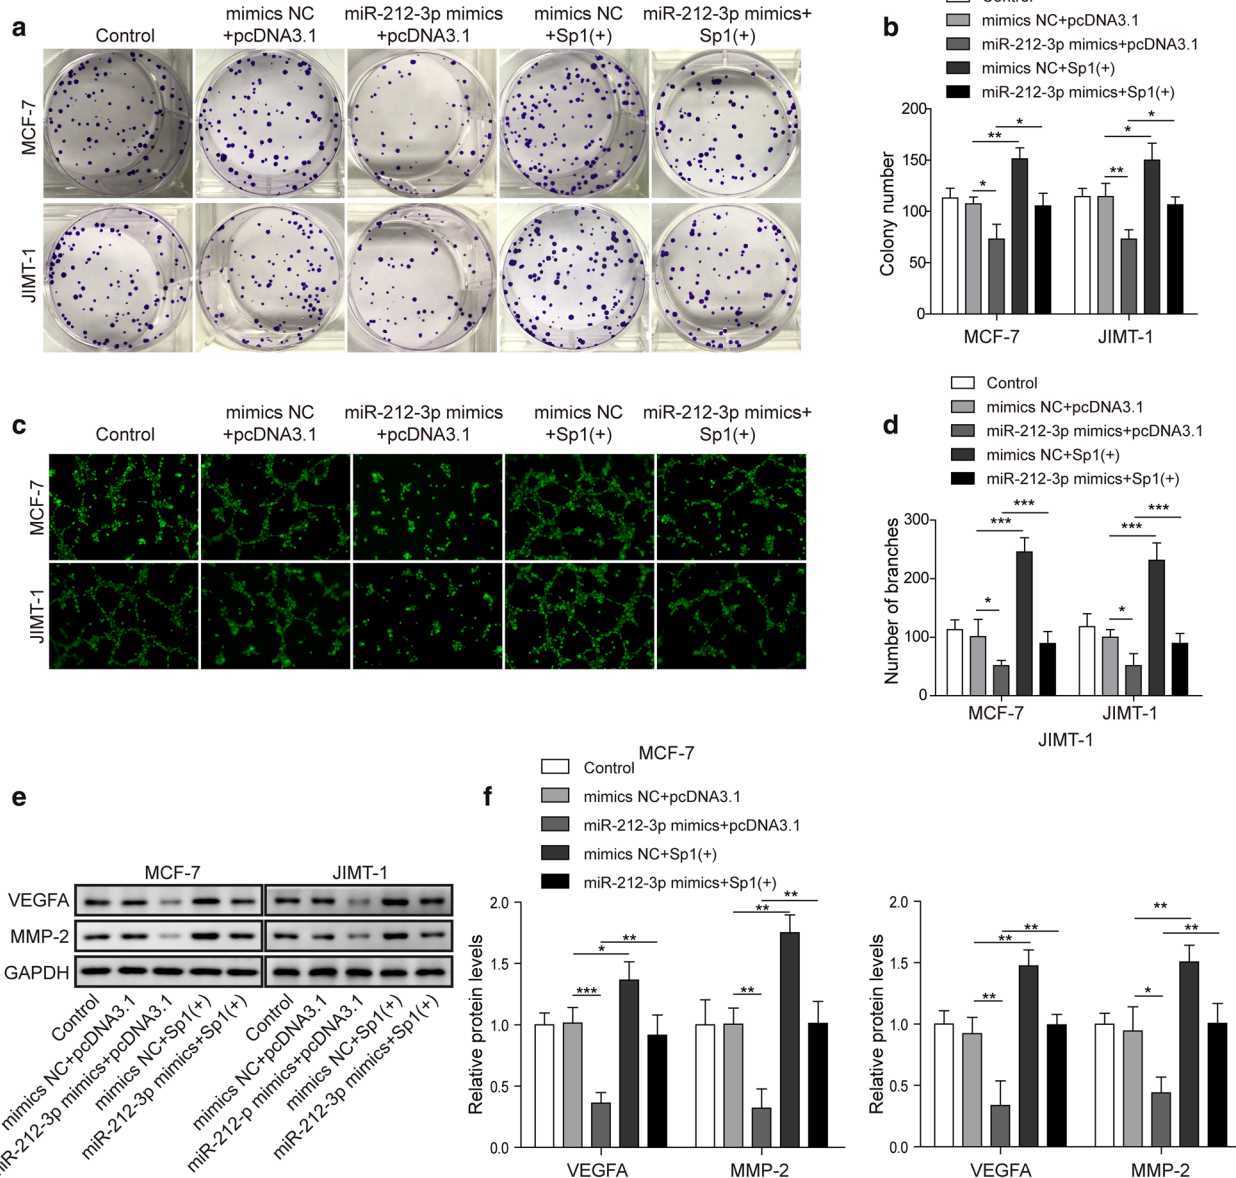 a
Control
mimics NC
+pcDNA3.1
miR-212-3p mimics
+pcDNA3.1
mimics NC
+Sp1(+)
miR-212-3p mimics+
Sp1(+)
MCF-7
JIMT-1
b
Control
mimics NC+pcDNA3.1
miR-212-3p mimics+pcDNA3.1
mimics NC+Sp1(+)
miR-212-3p mimics+Sp1(+)
Colony number
200
150
100
50
0
* ** *
* * **
MCF-7
JIMT-1
c
Control
mimics NC
+pcDNA3.1
miR-212-3p mimics
+pcDNA3.1
mimics NC
+Sp1(+)
miR-212-3p mimics+
Sp1(+)
MCF-7
JIMT-1
d
Control
mimics NC+pcDNA3.1
miR-212-3p mimics+pcDNA3.1
mimics NC+Sp1(+)
miR-212-3p mimics+Sp1(+)
Number of branches
300
200
100
0
* *** ***
* *** ***
MCF-7
JIMT-1
JIMT-1
e
MCF-7
JIMT-1
VEGFA
MMP-2
GAPDH
Control
mimics NC+pcDNA3.1
miR-212-3p mimics+pcDNA3.1
mimics NC+Sp1(+)
miR-212-3p mimics+Sp1(+)
Control
mimics NC+pcDNA3.1
miR-212-p mimics+pcDNA3.1
mimics NC+Sp1(+)
miR-212-3p mimics+Sp1(+)
f
MCF-7
Control
mimics NC+pcDNA3.1
miR-212-3p mimics+pcDNA3.1
mimics NC+Sp1(+)
miR-212-3p mimics+Sp1(+)
Relative protein levels
2.0
1.5
1.0
0.5
0.0
*** * **
** ** **
VEGFA
MMP-2
Relative protein levels
2.0
1.5
1.0
0.5
0.0
** ** **
* ** **
VEGFA
MMP-2